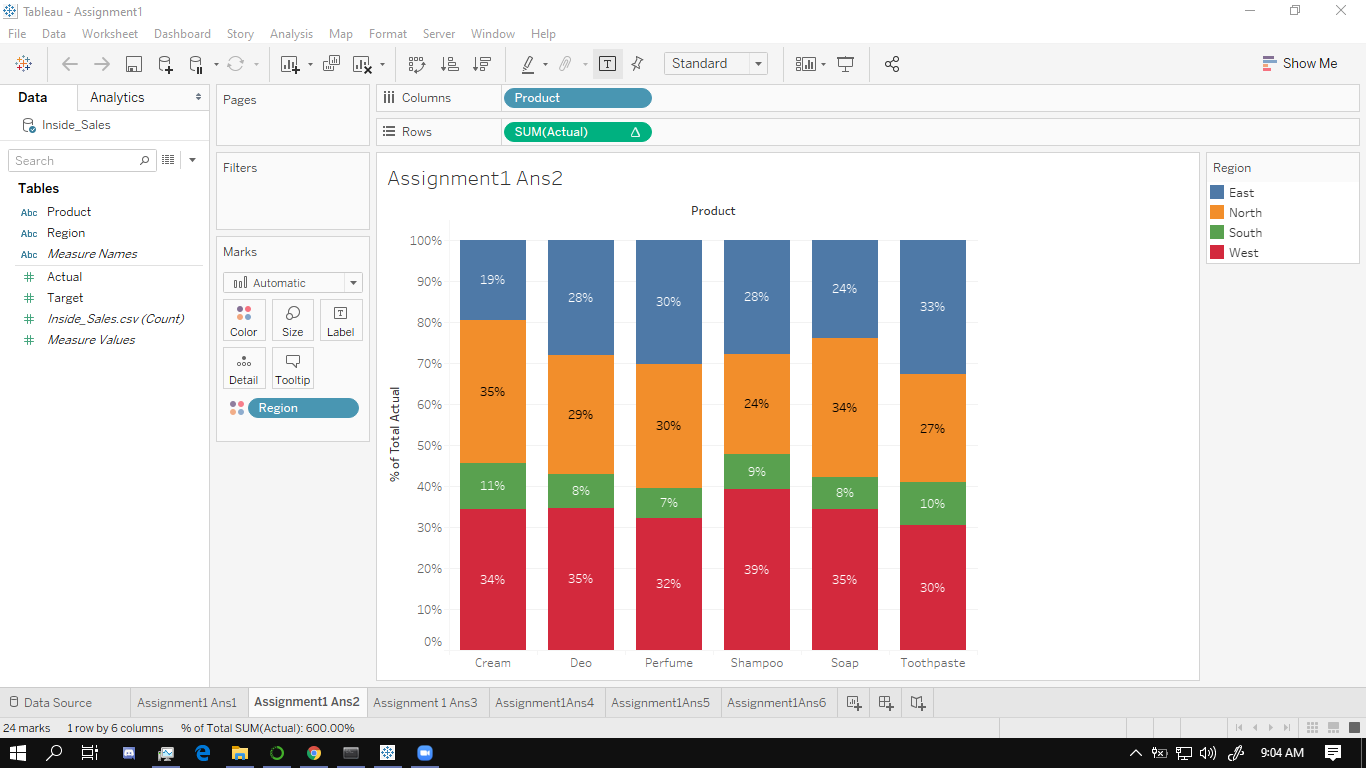 Tableau - Assignment1
File Data Worksheet Dashboard Story Analysis Map Format Server Window Help
Standard
Show Me
Data Analytics
Inside_Sales
Search
Tables
Abc Product
Abc Region
Abc Measure Names
# Actual
# Target
# Inside_Sales.csv (Count)
# Measure Values
Pages
Filters
Marks
Automatic
Color Size T Label
Detail Tooltip
Region
Columns Product
Rows SUM(Actual) Δ
Assignment1 Ans2
Product
% of Total Actual
100%
90%
80%
70%
60%
50%
40%
30%
20%
10%
0%
19% 28% 30% 28% 24% 33%
35% 29% 30% 24% 34% 27%
11% 8% 7% 9% 8% 10%
34% 35% 32% 39% 35% 30%
Cream Deo Perfume Shampoo Soap Toothpaste
Region
East
North
South
West
Data Source Assignment1 Ans1 Assignment1 Ans2 Assignment 1 Ans3 Assignment1Ans4 Assignment1Ans5 Assignment1Ans6
24 marks 1 row by 6 columns % of Total SUM(Actual): 600.00%
9:04 AM